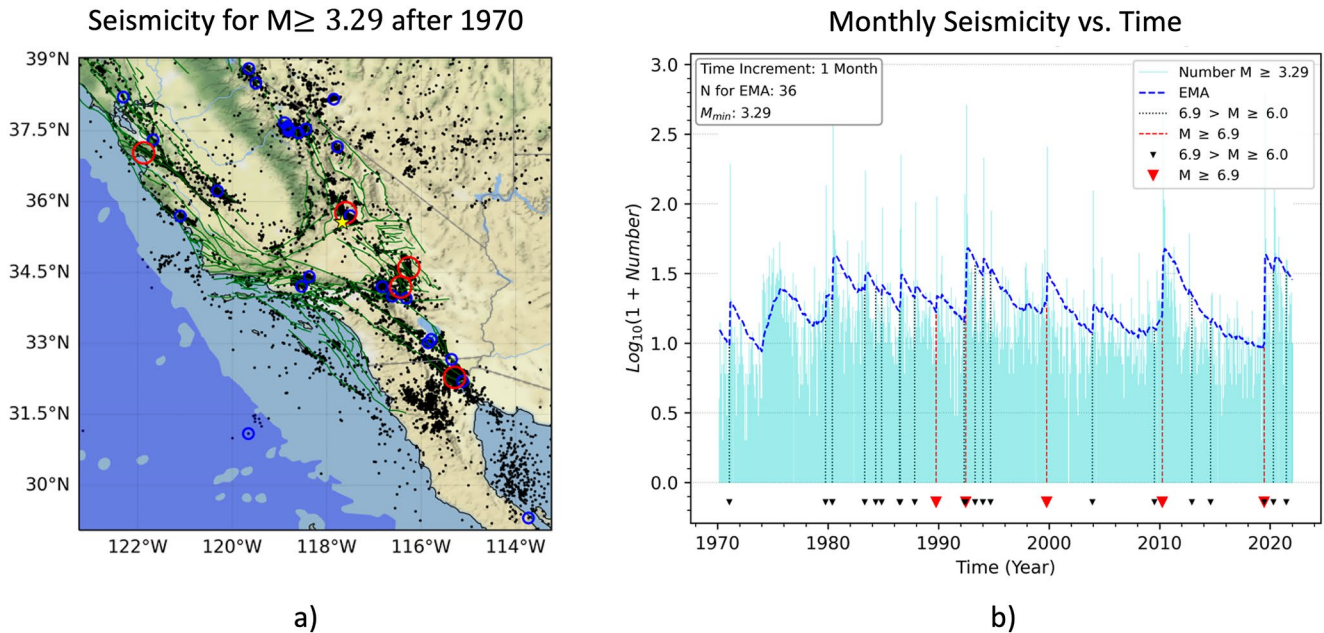 Seismicity for M≥ 3.29 after 1970
39°N
37.5°N
36°N
34.5°N
33°N
31.5°N
30°N
122°W 120°W 118°W 116°W 114°W
a)
Monthly Seismicity vs. Time
Time Increment: 1 Month
N for EMA: 36
M_min: 3.29
Number M ≥ 3.29
EMA
6.9 > M ≥ 6.0
M ≥ 6.9
6.9 > M ≥ 6.0
M ≥ 6.9
Log₁₀(1 + Number)
3.0
2.5
2.0
1.5
1.0
0.5
0.0
1970 1980 1990 2000 2010 2020
Time (Year)
b)